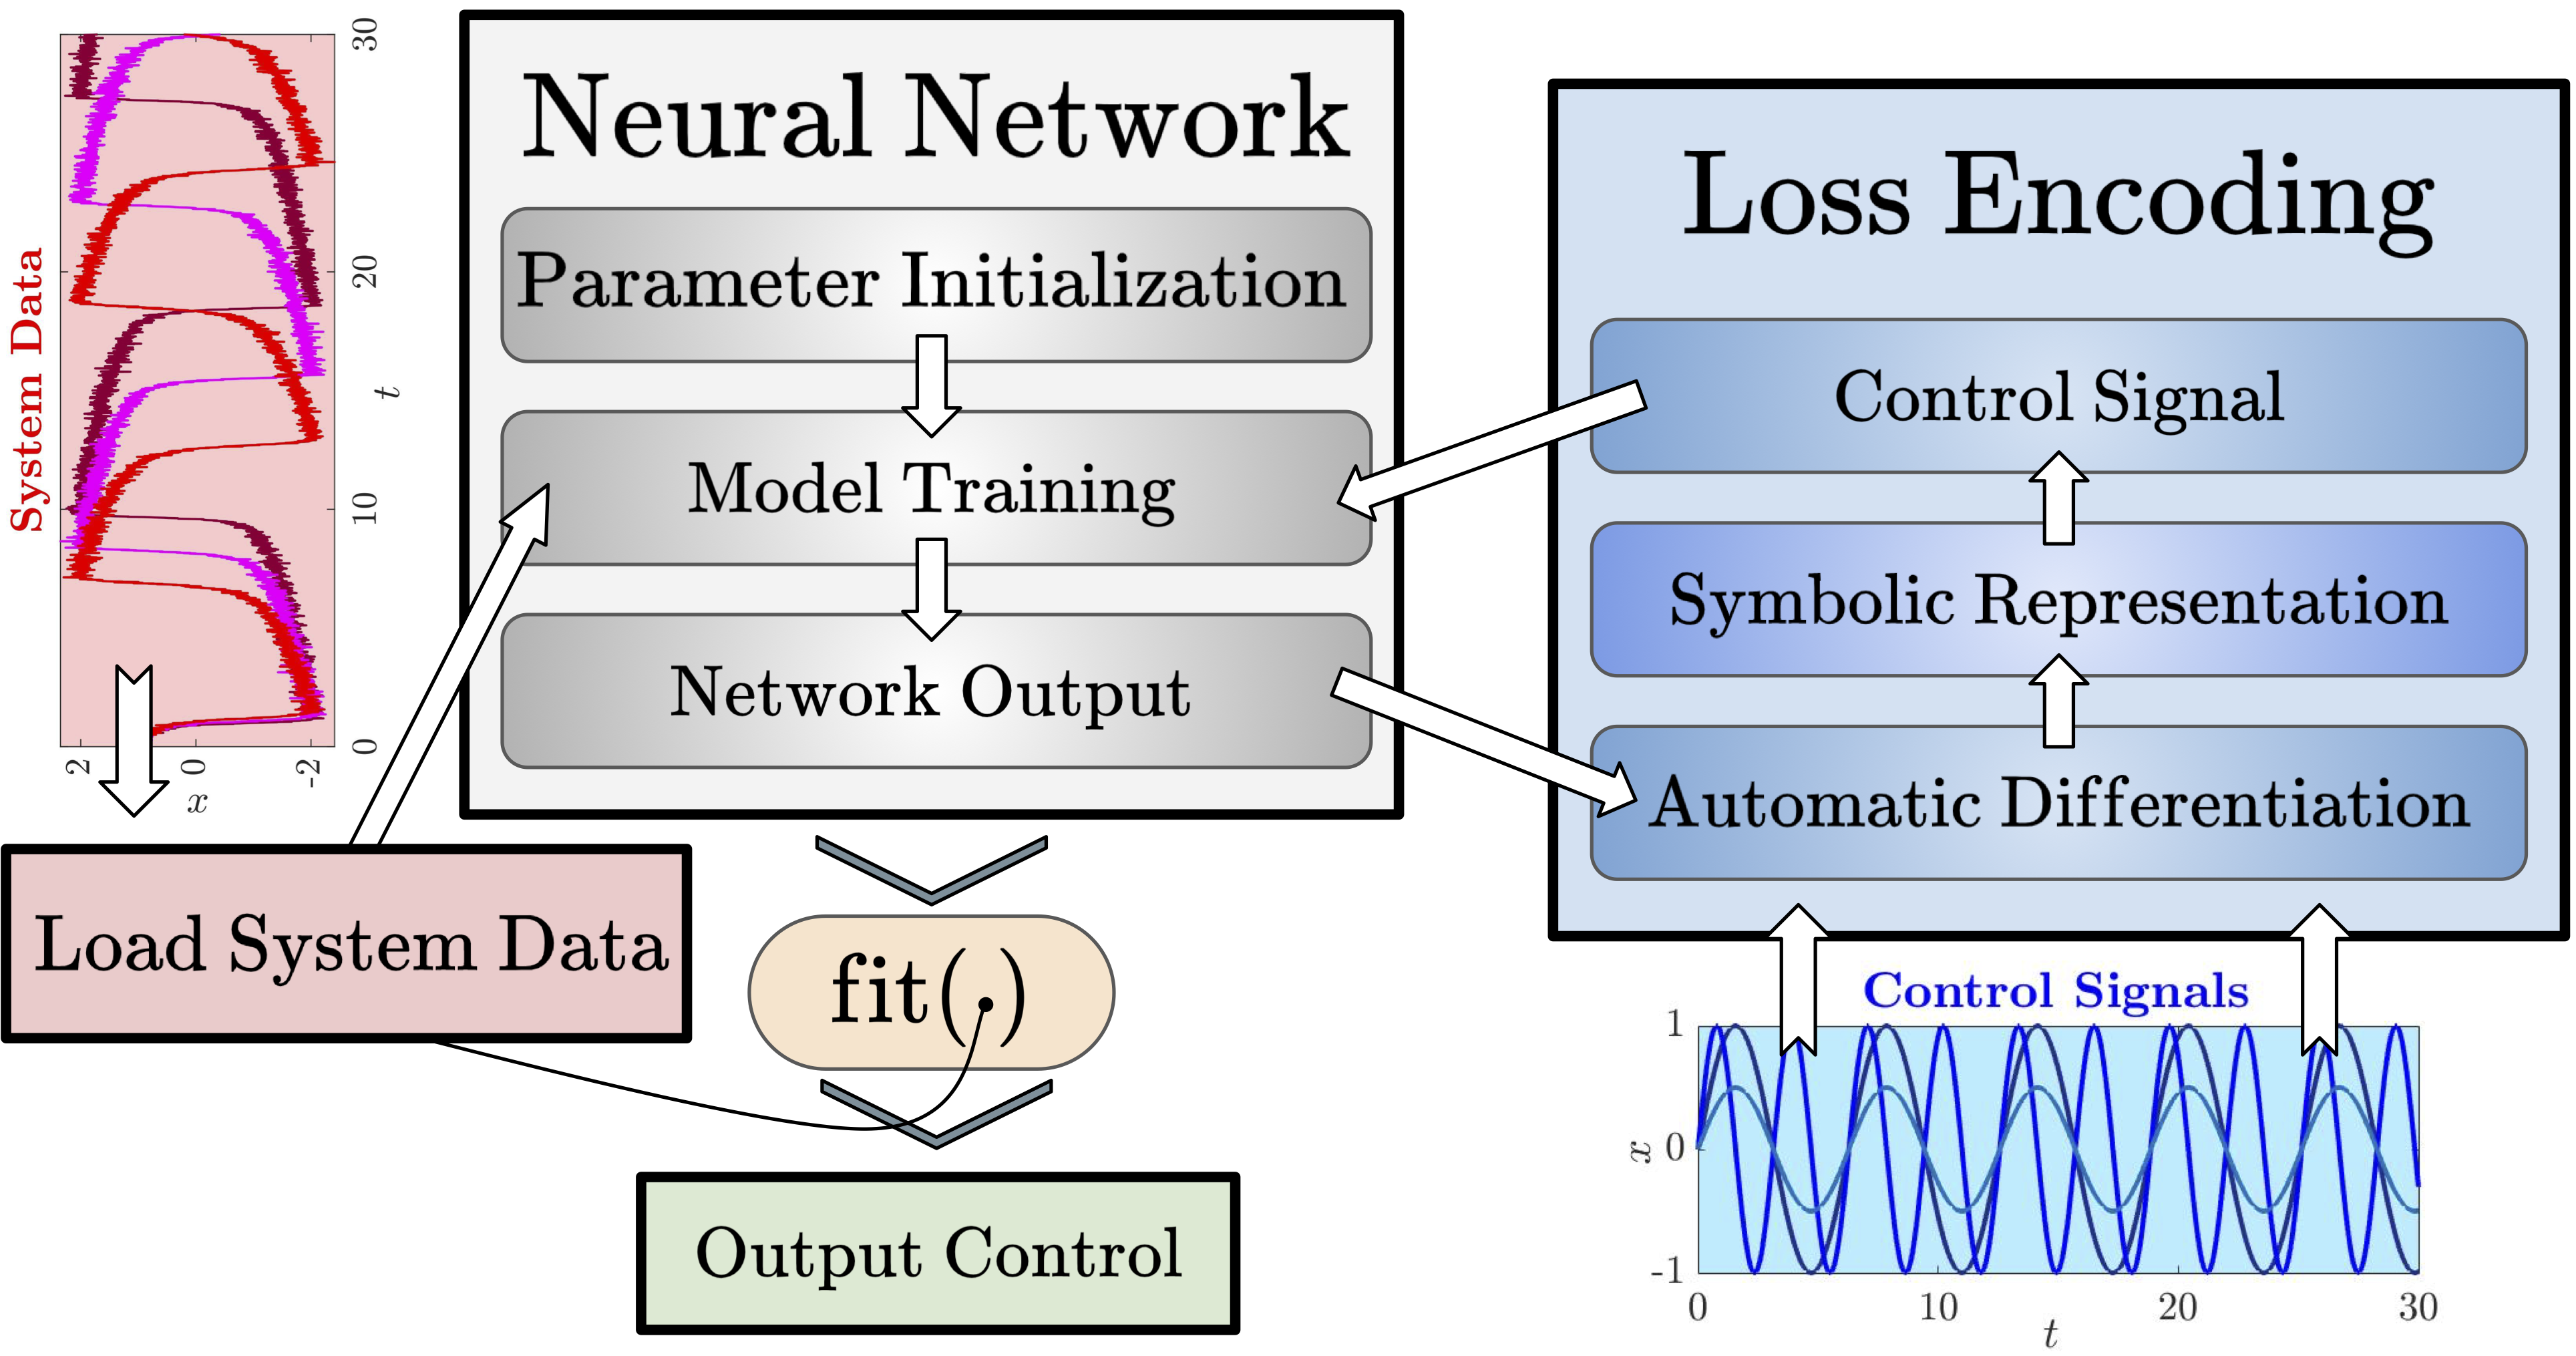 System Data
30
20
10
0
t
2
0
-2
x
Neural Network
Parameter Initialization
Model Training
Network Output
Loss Encoding
Control Signal
Symbolic Representation
Automatic Differentiation
Load System Data
fit(.)
Output Control
Control Signals
1
0
-1
x
0
10
20
30
t